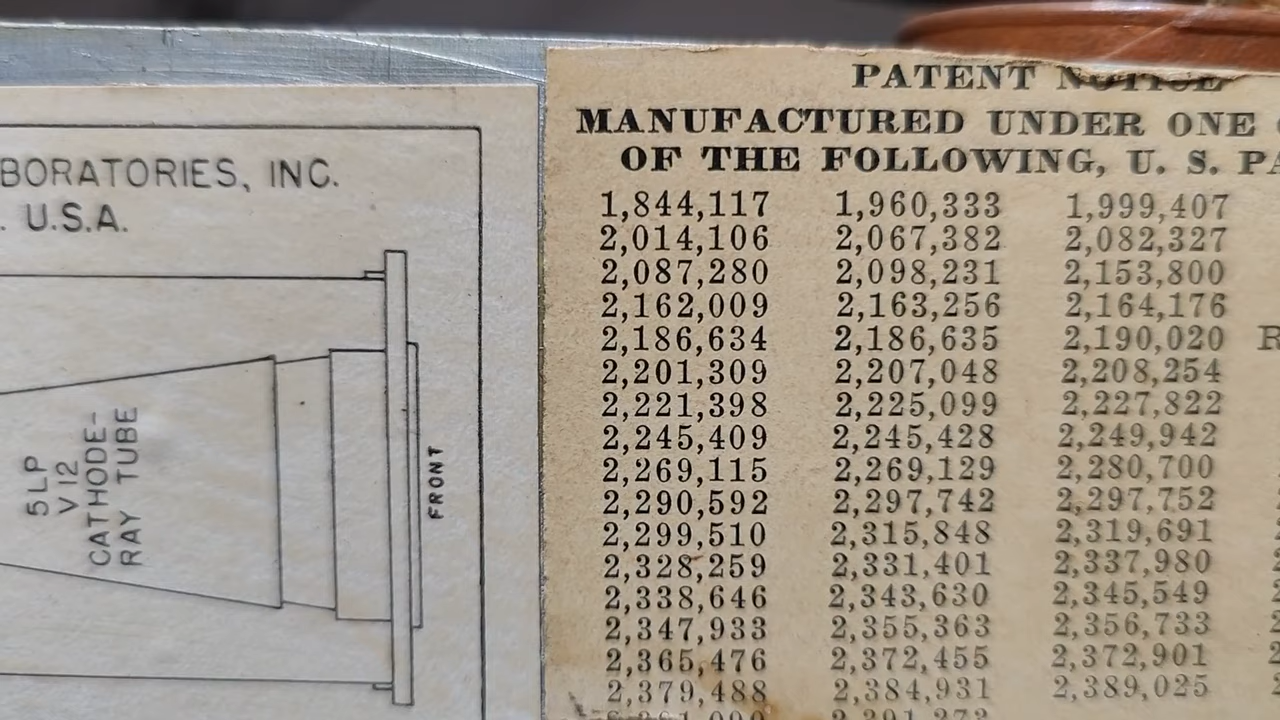 BORATORIES, INC.
. U.S.A.
5LP
V12
CATHODE-
RAY TUBE
FRONT
PATENT NOTICE
MANUFACTURED UNDER ONE
OF THE FOLLOWING, U. S. PA
1,844,117 1,960,333 1,999,407
2,014,106 2,067,382 2,082,327
2,087,280 2,098,231 2,153,800
2,162,009 2,163,256 2,164,176
2,186,634 2,186,635 2,190,020 R
2,201,309 2,207,048 2,208,254
2,221,398 2,225,099 2,227,822
2,245,409 2,245,428 2,249,942
2,269,115 2,269,129 2,280,700
2,290,592 2,297,742 2,297,752
2,299,510 2,315,848 2,319,691
2,328,259 2,331,401 2,337,980
2,338,646 2,343,630 2,345,549
2,347,933 2,355,363 2,356,733
2,365,476 2,372,455 2,372,901
2,379,488 2,384,931 2,389,025